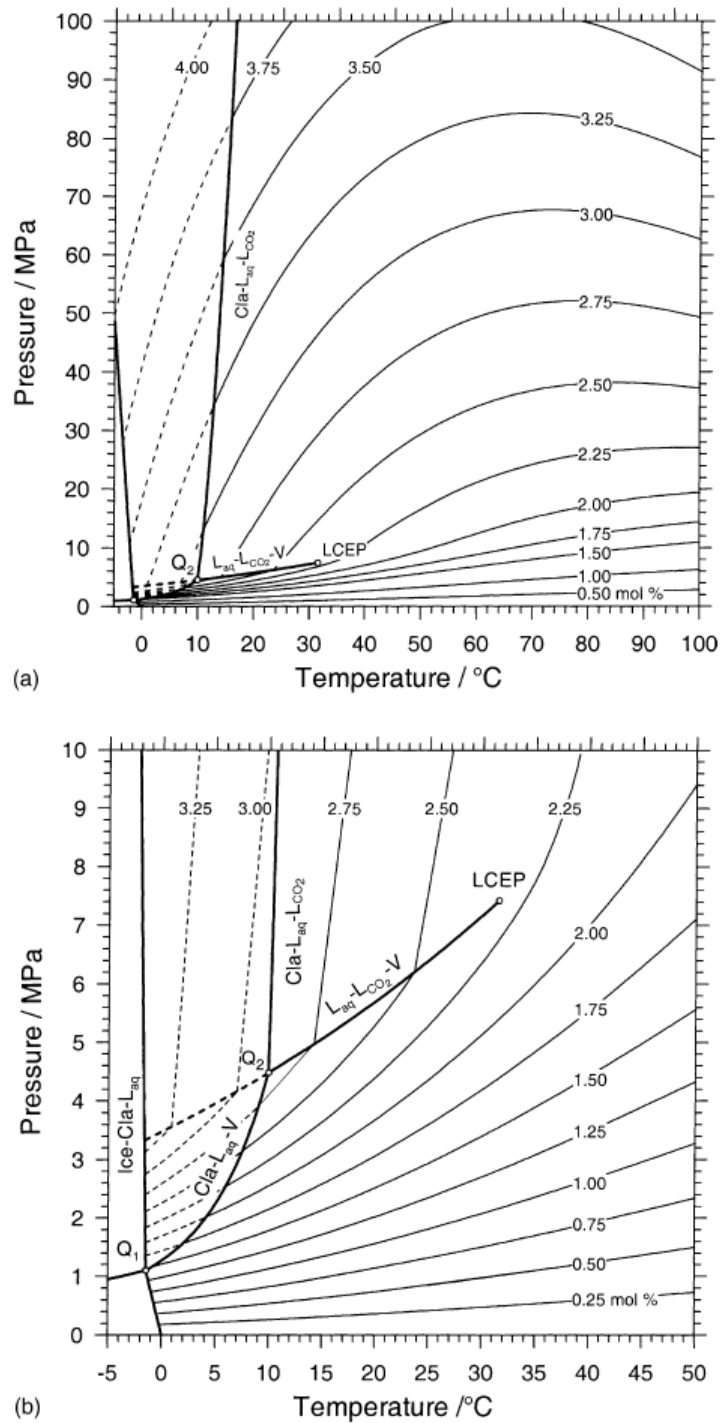 100
90
80
70
60
50
40
30
20
10
0
Pressure / MPa
4.00
3.75
3.50
3.25
3.00
2.75
2.50
2.25
2.00
1.75
1.50
1.00
0.50 mol %
Cla-Laq-LCO2
Q2
Laq-LCO2-V
LCEP
0 10 20 30 40 50 60 70 80 90 100
Temperature / °C
(a)
10
9
8
7
6
5
4
3
2
1
0
Pressure / MPa
3.25
3.00
2.75
2.50
2.25
LCEP
Cla-Laq-LCO2
Laq-LCO2-V
2.00
1.75
1.50
1.25
1.00
0.75
0.50
0.25 mol %
Q2
Ice-Cla-Laq
Cla-Laq-V
Q1
-5 0 5 10 15 20 25 30 35 40 45 50
Temperature /°C
(b)